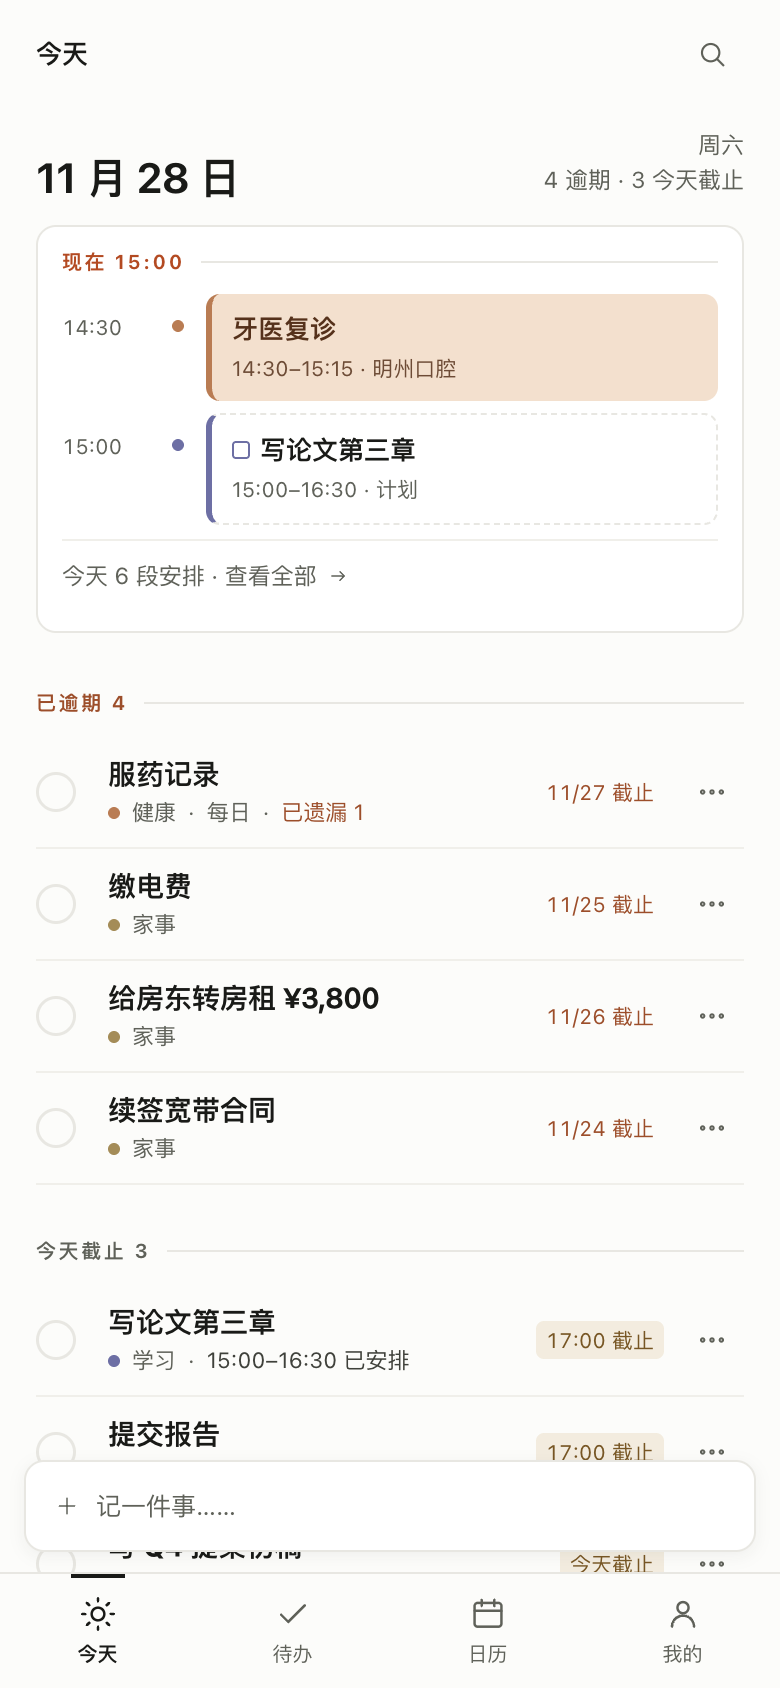 今天
周六
11 月 28 日
4 逾期 · 3 今天截止
现在 15:00
14:30
牙医复诊
14:30–15:15 · 明州口腔
15:00
写论文第三章
15:00–16:30 · 计划
今天 6 段安排 · 查看全部 →
已逾期 4
服药记录
健康 · 每日 · 已遗漏 1
11/27 截止
缴电费
家事
11/25 截止
给房东转房租 ¥3,800
家事
11/26 截止
续签宽带合同
家事
11/24 截止
今天截止 3
写论文第三章
学习 · 15:00–16:30 已安排
17:00 截止
提交报告
17:00 截止
记一件事……
今天截止
今天
待办
日历
我的